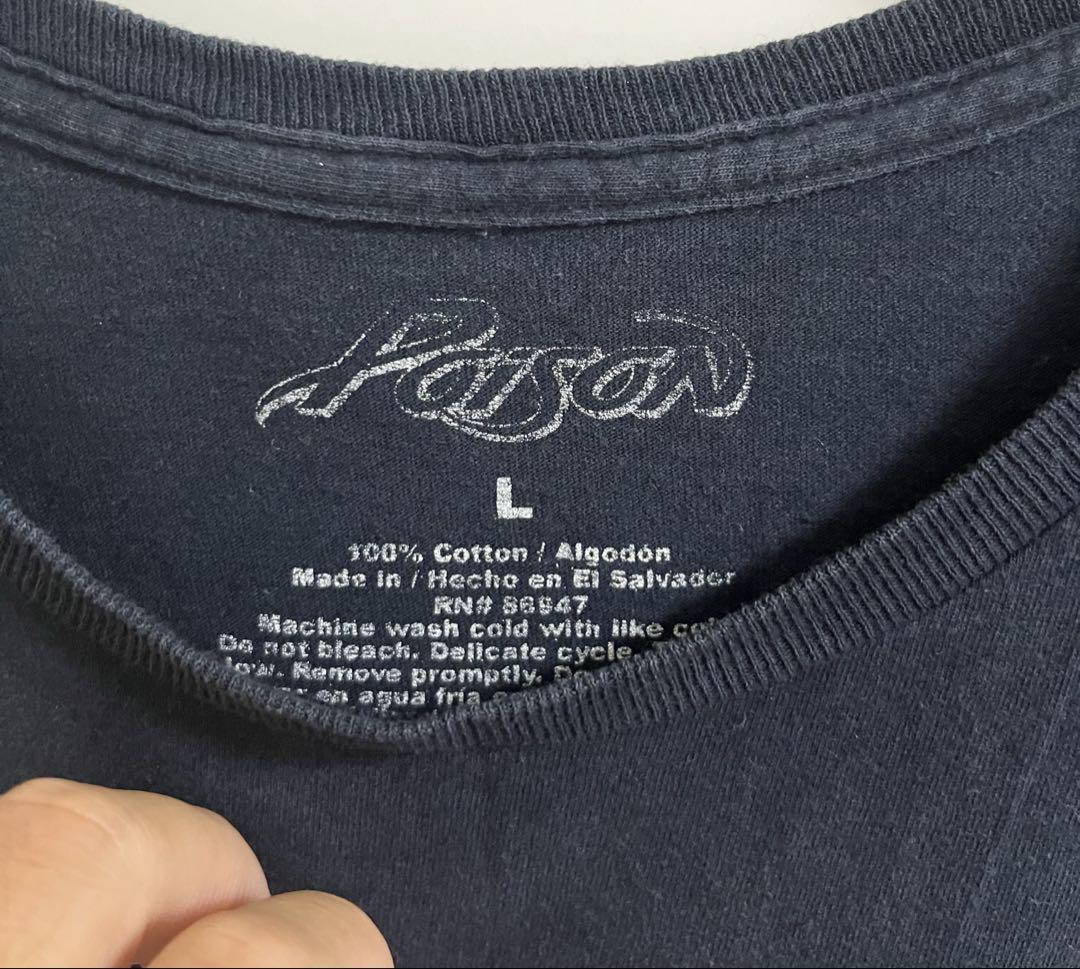 Poison
L
100% Cotton / Algodón
Made in / Hecho en El Salvador
RN# 86947
Machine wash cold with like
Do not bleach. Delicate cycle
low. Remove promptly.
en agua fria